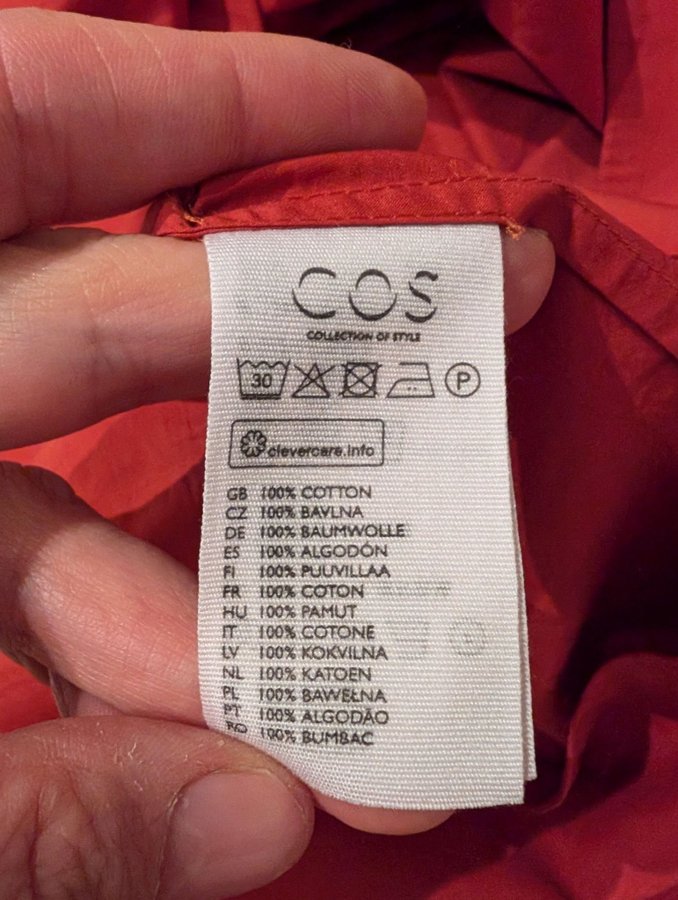 COS
COLLECTION OF STYLE
30 P
clevercare.info
GB 100% COTTON
CZ 100% BAVLNA
DE 100% BAUMWOLLE
ES 100% ALGODÓN
FI 100% PUUVILLAA
FR 100% COTON
HU 100% PAMUT
IT 100% COTONE
LV 100% KOKVILNA
NL 100% KATOEN
PL 100% BAWEŁNA
PT 100% ALGODÃO
RO 100% BUMBAC